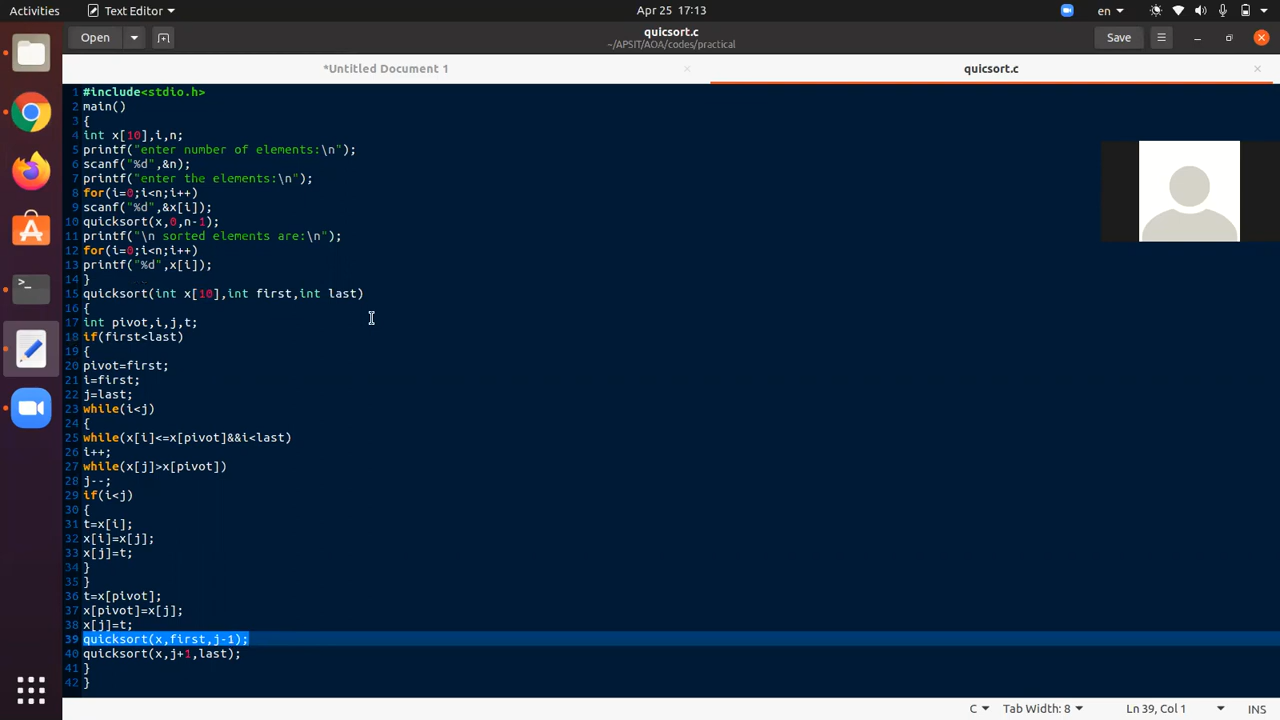 Activities
Text Editor
Apr 25 17:13
en
Open
quicsort.c
~/APSIT/AOA/codes/practical
Save
*Untitled Document 1
quicsort.c
1 #include<stdio.h>
2 main()
3 {
4 int x[10],i,n;
5 printf("enter number of elements:\n");
6 scanf("%d",&n);
7 printf("enter the elements:\n");
8 for(i=0;i<n;i++)
9 scanf("%d",&x[i]);
10 quicksort(x,0,n-1);
11 printf("\n sorted elements are:\n");
12 for(i=0;i<n;i++)
13 printf("%d",x[i]);
14 }
15 quicksort(int x[10],int first,int last)
16 {
17 int pivot,i,j,t;
18 if(first<last)
19 {
20 pivot=first;
21 i=first;
22 j=last;
23 while(i<j)
24 {
25 while(x[i]<=x[pivot]&&i<last)
26 i++;
27 while(x[j]>x[pivot])
28 j--;
29 if(i<j)
30 {
31 t=x[i];
32 x[i]=x[j];
33 x[j]=t;
34 }
35 }
36 t=x[pivot];
37 x[pivot]=x[j];
38 x[j]=t;
39 quicksort(x,first,j-1);
40 quicksort(x,j+1,last);
41 }
42 }
C
Tab Width: 8
Ln 39, Col 1
INS